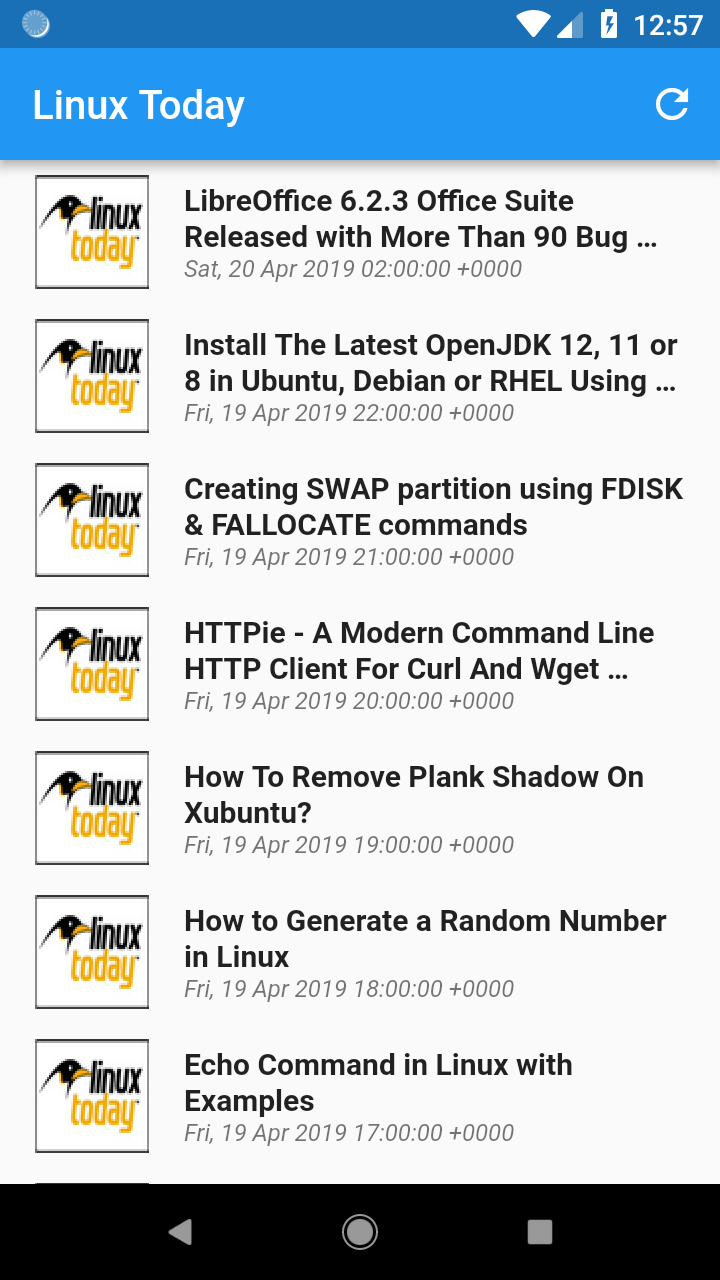 12:57
Linux Today
linux
today
LibreOffice 6.2.3 Office Suite
Released with More Than 90 Bug ...
Sat, 20 Apr 2019 02:00:00 +0000
linux
today
Install The Latest OpenJDK 12, 11 or
8 in Ubuntu, Debian or RHEL Using ...
Fri, 19 Apr 2019 22:00:00 +0000
linux
today
Creating SWAP partition using FDISK
& FALLOCATE commands
Fri, 19 Apr 2019 21:00:00 +0000
linux
today
HTTPie - A Modern Command Line
HTTP Client For Curl And Wget ...
Fri, 19 Apr 2019 20:00:00 +0000
linux
today
How To Remove Plank Shadow On
Xubuntu?
Fri, 19 Apr 2019 19:00:00 +0000
linux
today
How to Generate a Random Number
in Linux
Fri, 19 Apr 2019 18:00:00 +0000
linux
today
Echo Command in Linux with
Examples
Fri, 19 Apr 2019 17:00:00 +0000